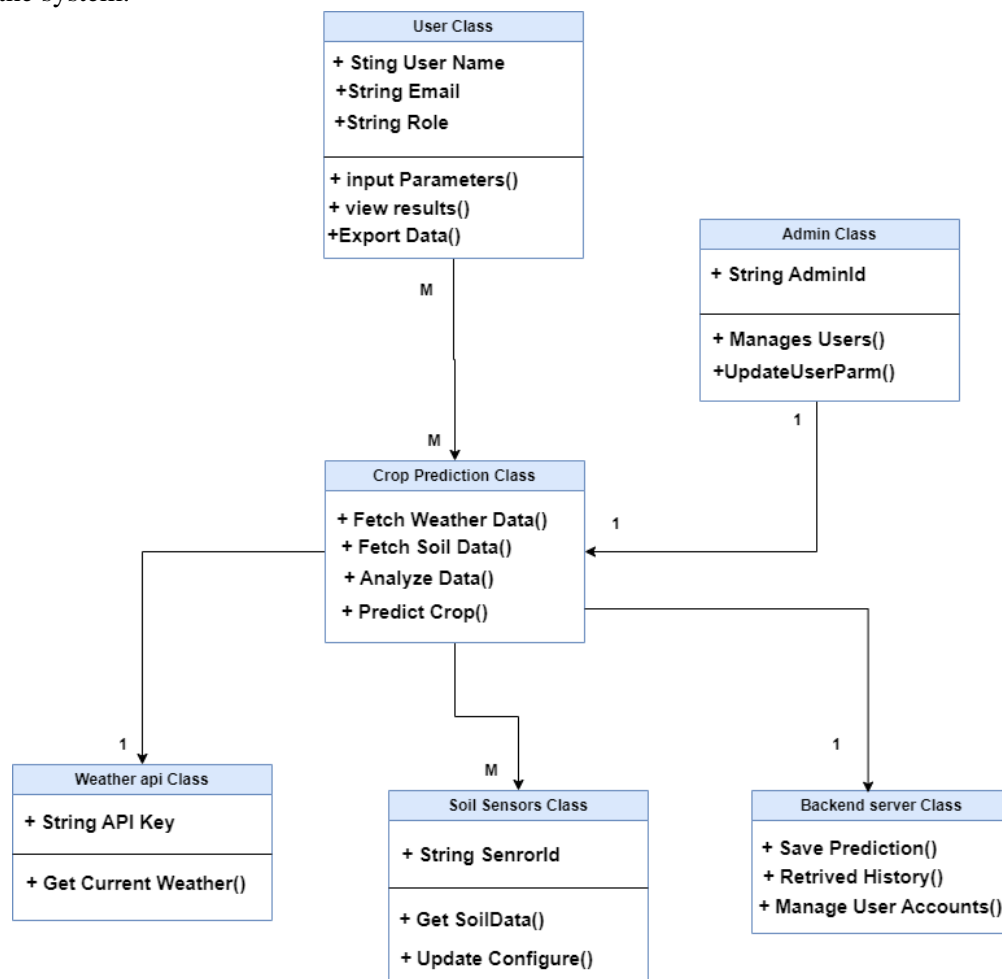 the system.
User Class
+ Sting User Name
+String Email
+String Role
+ input Parameters()
+ view results()
+Export Data()
M
Admin Class
+ String AdminId
+ Manages Users()
+UpdateUserParm()
1
M
Crop Prediction Class
+ Fetch Weather Data()
+ Fetch Soil Data()
+ Analyze Data()
+ Predict Crop()
1
1
Weather api Class
+ String API Key
+ Get Current Weather()
M
Soil Sensors Class
+ String SenrorId
+ Get SoilData()
+ Update Configure()
1
Backend server Class
+ Save Prediction()
+ Retrived History()
+ Manage User Accounts()